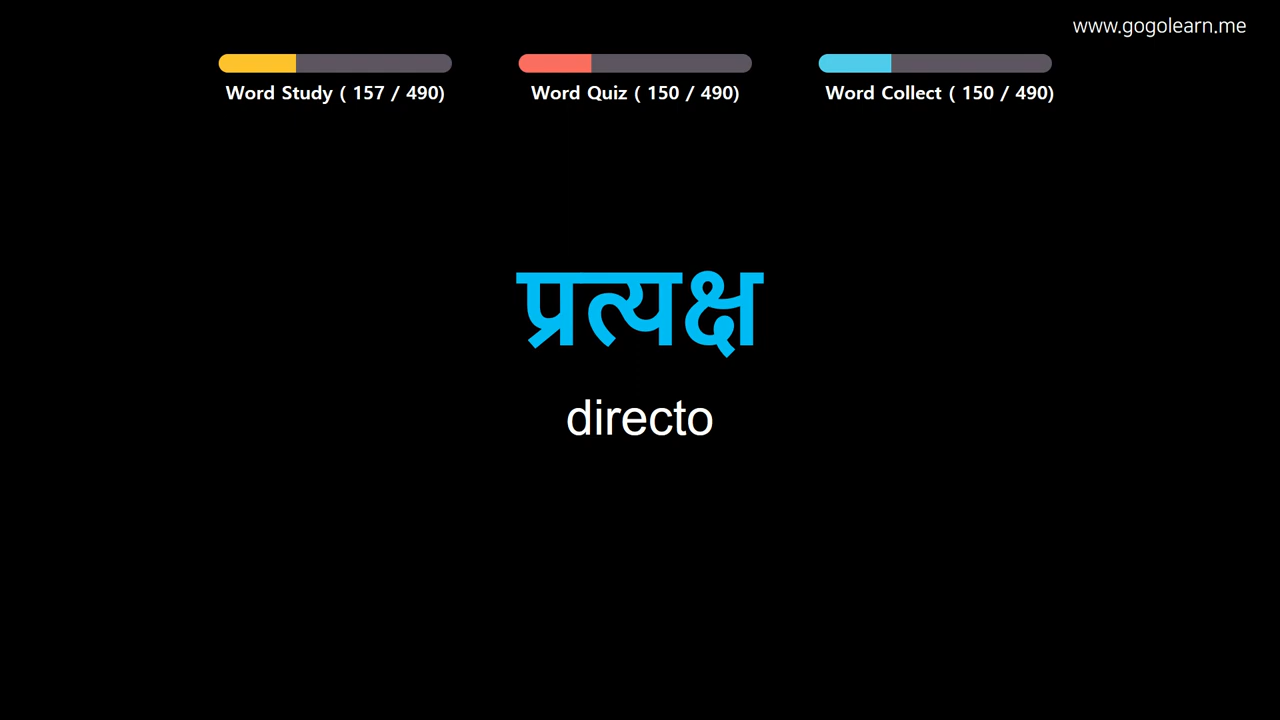 www.gogolearn.me
Word Study ( 157 / 490)
Word Quiz ( 150 / 490)
Word Collect ( 150 / 490)
प्रत्यक्ष
directo